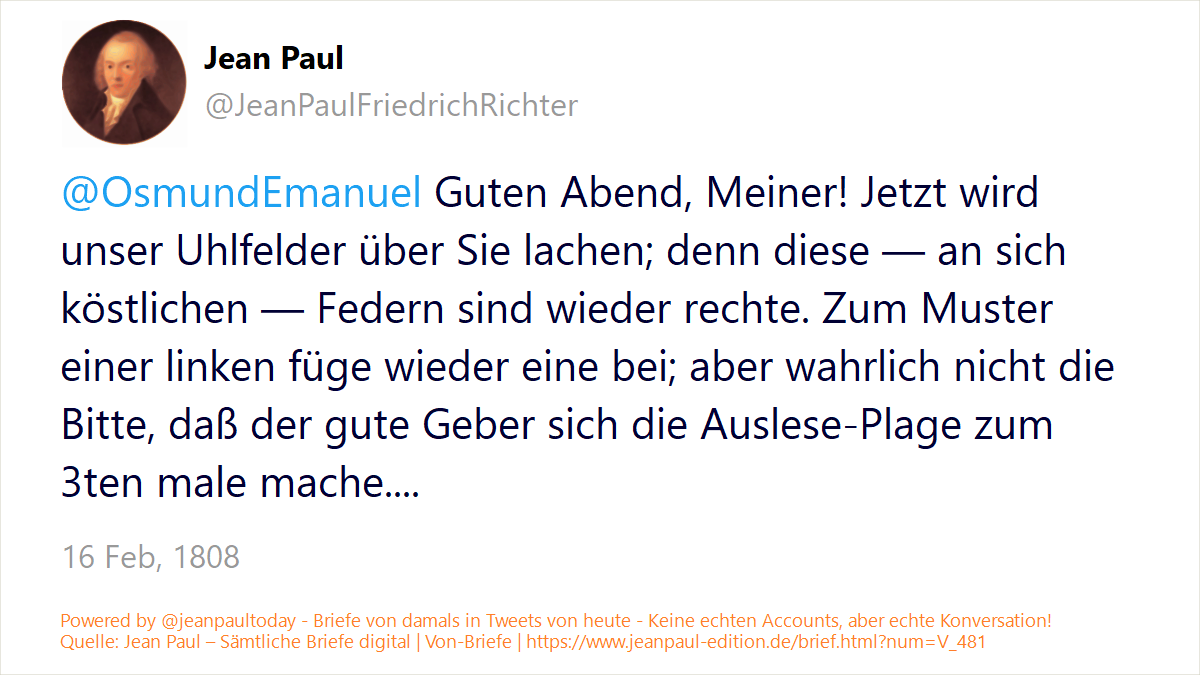 Jean Paul
@JeanPaulFriedrichRichter
@OsmundEmanuel Guten Abend, Meiner! Jetzt wird
unser Uhlfelder über Sie lachen; denn diese — an sich
köstlichen — Federn sind wieder rechte. Zum Muster
einer linken füge wieder eine bei; aber wahrlich nicht die
Bitte, daß der gute Geber sich die Auslese-Plage zum
3ten male mache....
16 Feb, 1808
Powered by @jeanpaultoday - Briefe von damals in Tweets von heute - Keine echten Accounts, aber echte Konversation!
Quelle: Jean Paul – Sämtliche Briefe digital | Von-Briefe | https://www.jeanpaul-edition.de/brief.html?num=V_481